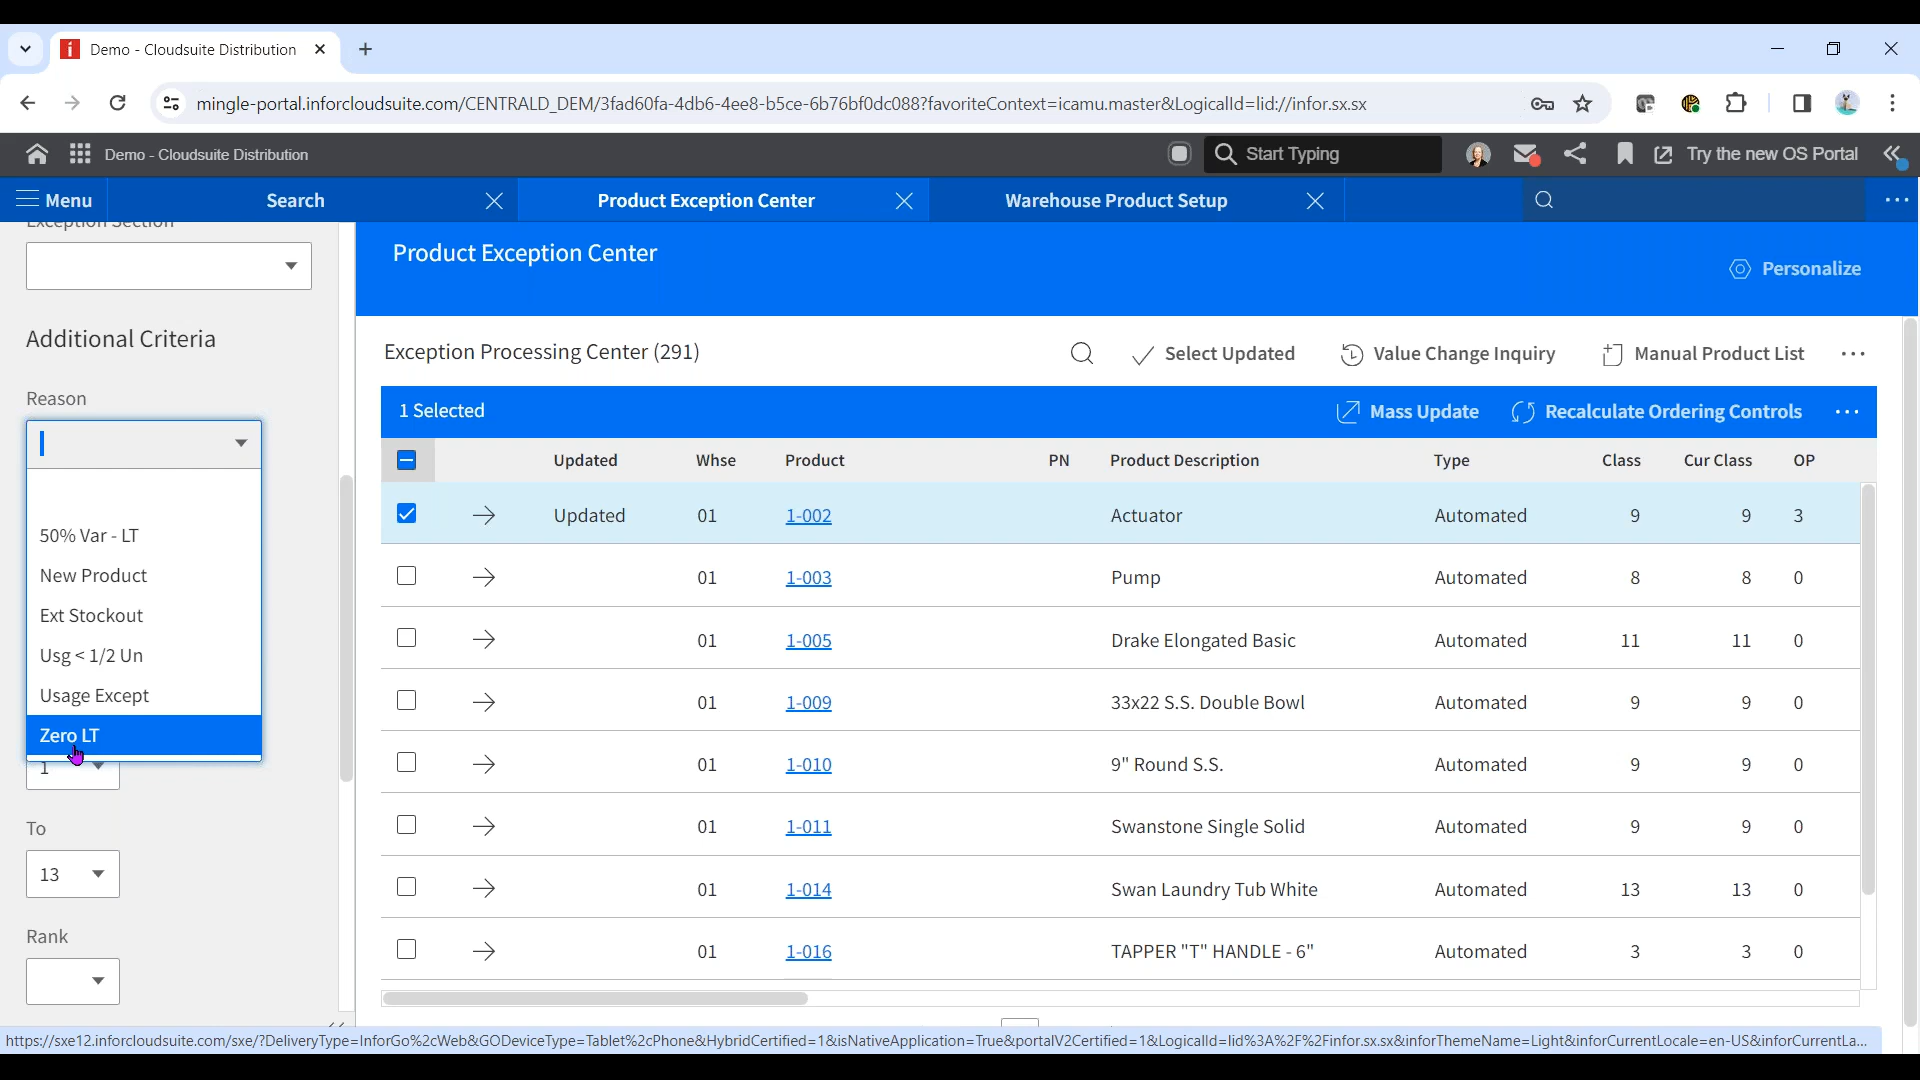 Demo - Cloudsuite Distribution
mingle-portal.inforcloudsuite.com/CENTRALD_DEM/3fad60fa-4db6-4ee8-b5ce-6b76bf0dc088?favoriteContext=icamu.master&LogicalId=lid://infor.sx.sx
Demo - Cloudsuite Distribution
Start Typing
Try the new OS Portal
Menu
Search
Product Exception Center
Warehouse Product Setup
Exception Section
Additional Criteria
Reason
50% Var - LT
New Product
Ext Stockout
Usg < 1/2 Un
Usage Except
Zero LT
1
To
13
Rank
Product Exception Center
Personalize
Exception Processing Center (291)
Select Updated
Value Change Inquiry
Manual Product List
1 Selected
Mass Update
Recalculate Ordering Controls
Updated Whse Product PN Product Description Type Class Cur Class OP
Updated 01 1-002 Actuator Automated 9 9 3
01 1-003 Pump Automated 8 8 0
01 1-005 Drake Elongated Basic Automated 11 11 0
01 1-009 33x22 S.S. Double Bowl Automated 9 9 0
01 1-010 9" Round S.S. Automated 9 9 0
01 1-011 Swanstone Single Solid Automated 9 9 0
01 1-014 Swan Laundry Tub White Automated 13 13 0
01 1-016 TAPPER "T" HANDLE - 6" Automated 3 3 0
https://sxe12.inforcloudsuite.com/sxe/?DeliveryType=InforGo%2cWeb&GODeviceType=Tablet%2cPhone&HybridCertified=1&isNativeApplication=True&portalV2Certified=1&LogicalId=lid%3A%2F%2Finfor.sx.sx&inforThemeName=Light&inforCurrentLocale=en-US&inforCurrentLa...